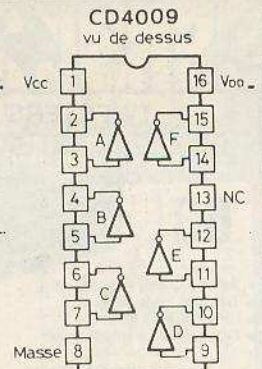 CD4009
vu de dessus
Vcc 1 16 VDD
2 15
A F
3 14
4 13 NC
B
5 12
E
6 11
C
7 10
D
Masse 8 9